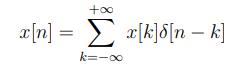 x[n] = \sum_{k=-\infty}^{+\infty} x[k]\delta[n-k]